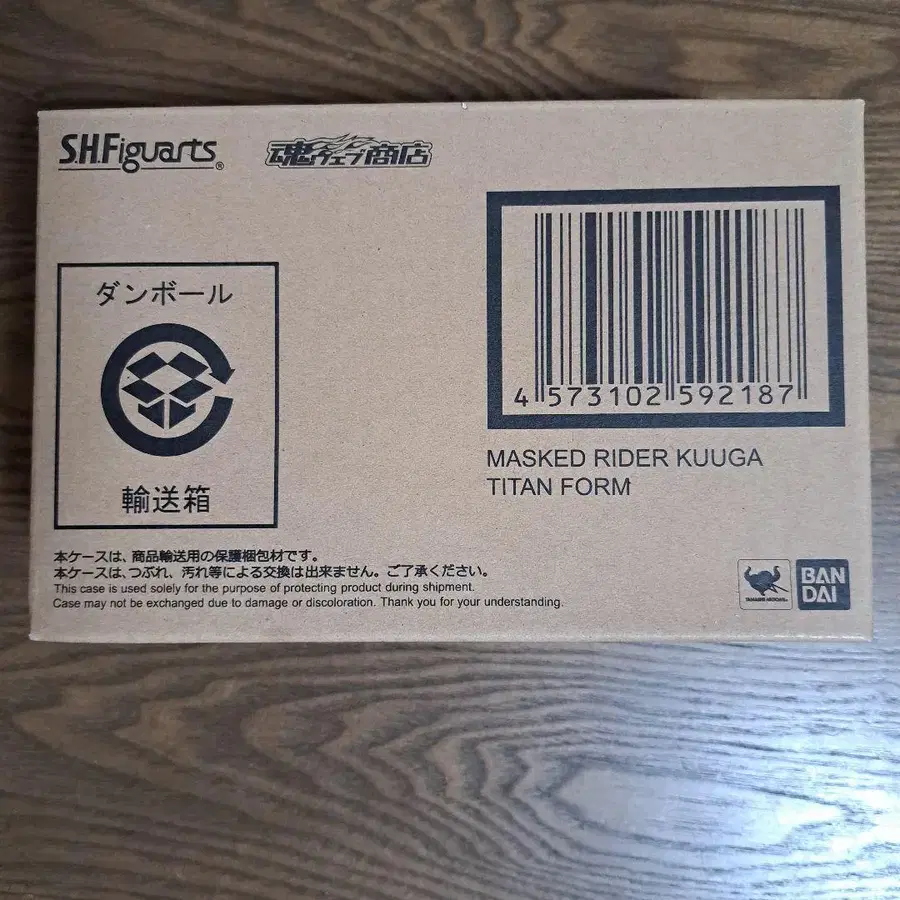 S.H.Figuarts®
魂ウェブ商店
ダンボール
輸送箱
4 573102 592187
MASKED RIDER KUUGA
TITAN FORM
本ケースは、商品輸送用の保護梱包材です。
本ケースは、つぶれ、汚れ等による交換は出来ません。ご了承ください。
This case is used solely for the purpose of protecting product during shipment.
Case may not be exchanged due to damage or discoloration. Thank you for your understanding.
TAMASHII NATIONS
BAN
DAI